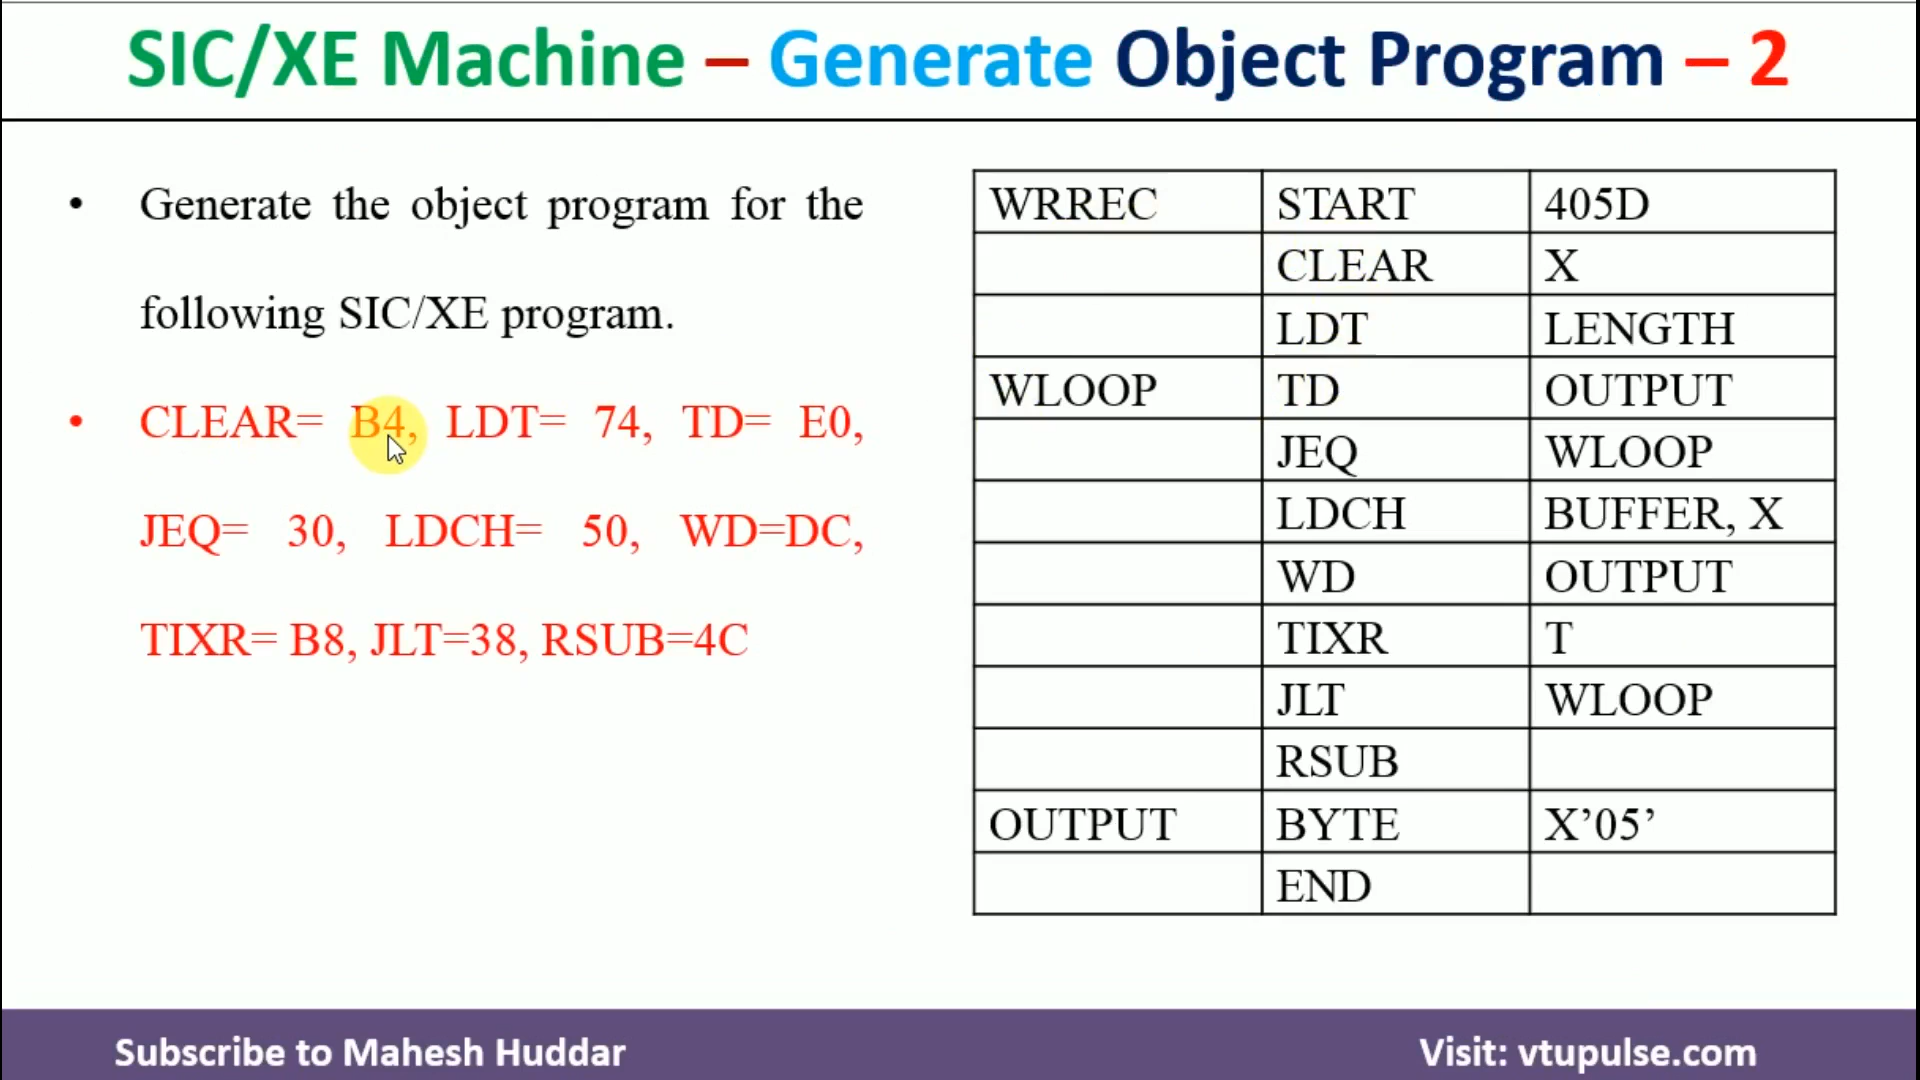 SIC/XE Machine – Generate Object Program – 2
• Generate the object program for the
following SIC/XE program.
• CLEAR= B4, LDT= 74, TD= E0,
JEQ= 30, LDCH= 50, WD=DC,
TIXR= B8, JLT=38, RSUB=4C
WRREC START 405D
CLEAR X
LDT LENGTH
WLOOP TD OUTPUT
JEQ WLOOP
LDCH BUFFER, X
WD OUTPUT
TIXR T
JLT WLOOP
RSUB
OUTPUT BYTE X’05’
END
Subscribe to Mahesh Huddar
Visit: vtupulse.com